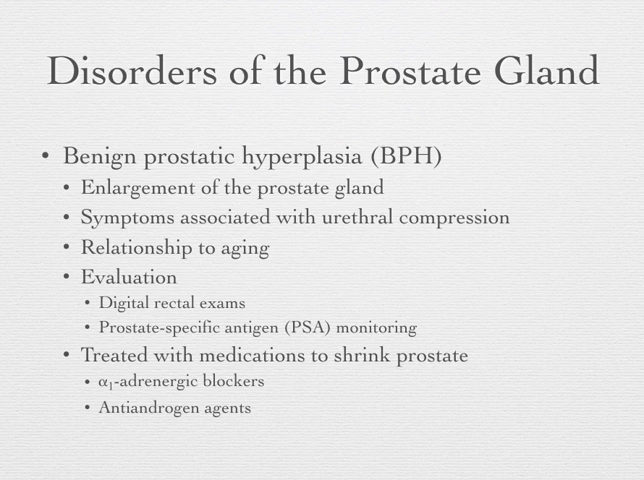 Disorders of the Prostate Gland
• Benign prostatic hyperplasia (BPH)
• Enlargement of the prostate gland
• Symptoms associated with urethral compression
• Relationship to aging
• Evaluation
• Digital rectal exams
• Prostate-specific antigen (PSA) monitoring
• Treated with medications to shrink prostate
• α₁-adrenergic blockers
• Antiandrogen agents